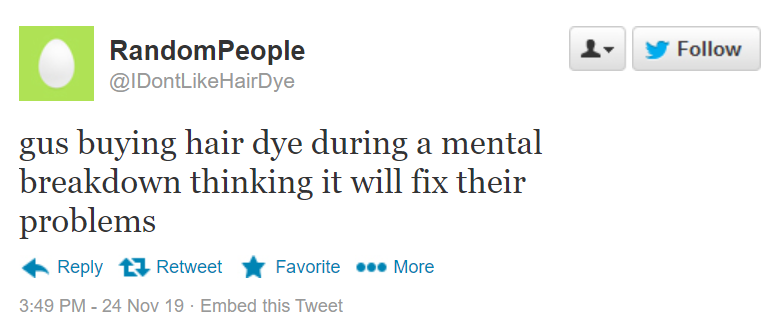 RandomPeople
Follow
@IDontLikeHairDye
gus buying hair dye during a mental
breakdown thinking it will fix their
problems
Reply Retweet Favorite More
3:49 PM - 24 Nov 19 · Embed this Tweet